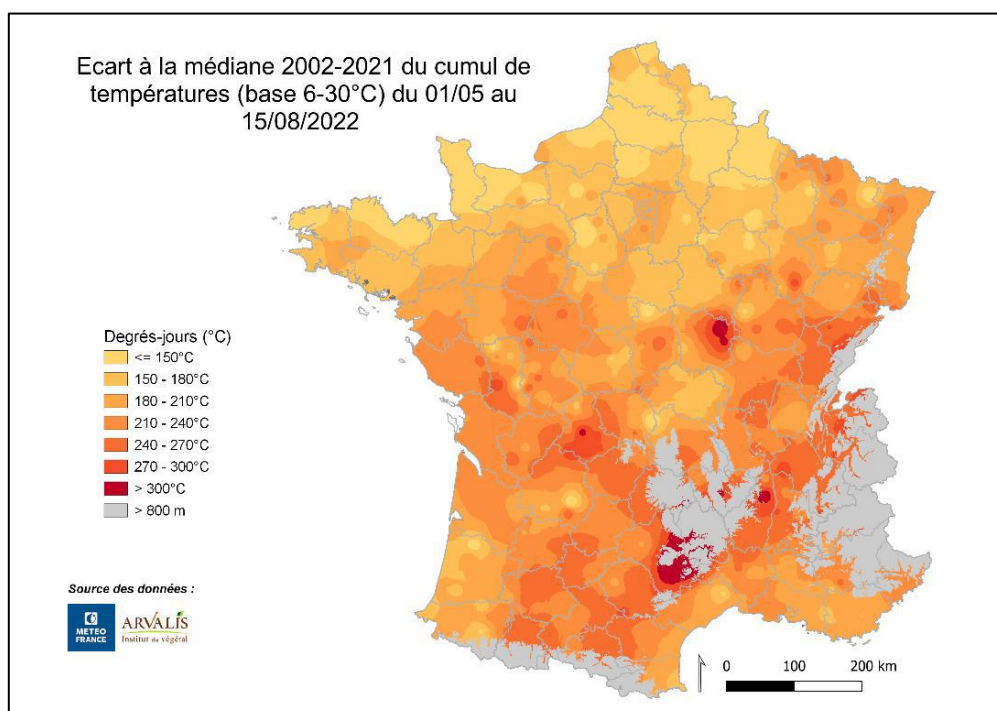 Ecart à la médiane 2002-2021 du cumul de
températures (base 6-30°C) du 01/05 au
15/08/2022
Degrés-jours (°C)
<= 150°C
150 - 180°C
180 - 210°C
210 - 240°C
240 - 270°C
270 - 300°C
> 300°C
> 800 m
Source des données :
METEO
FRANCE
ARVALIS
Institut du végétal
0 100 200 km